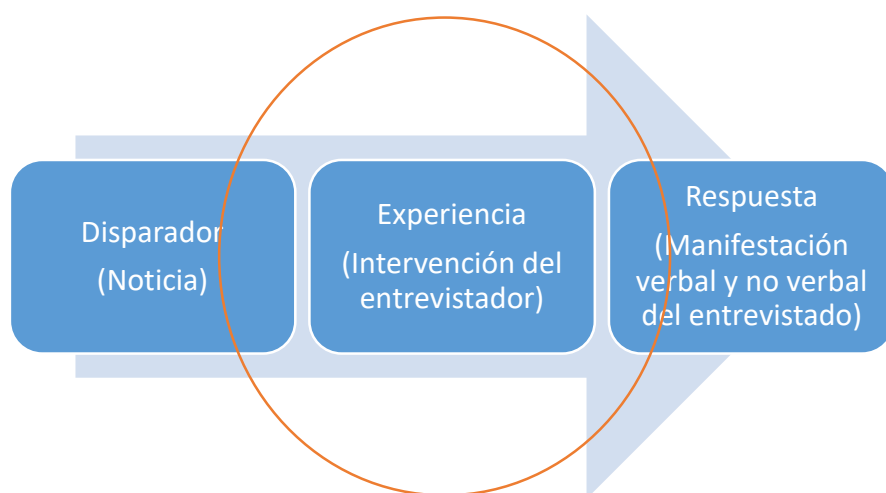 Disparador
(Noticia)
Experiencia
(Intervención del
entrevistador)
Respuesta
(Manifestación
verbal y no verbal
del entrevistado)